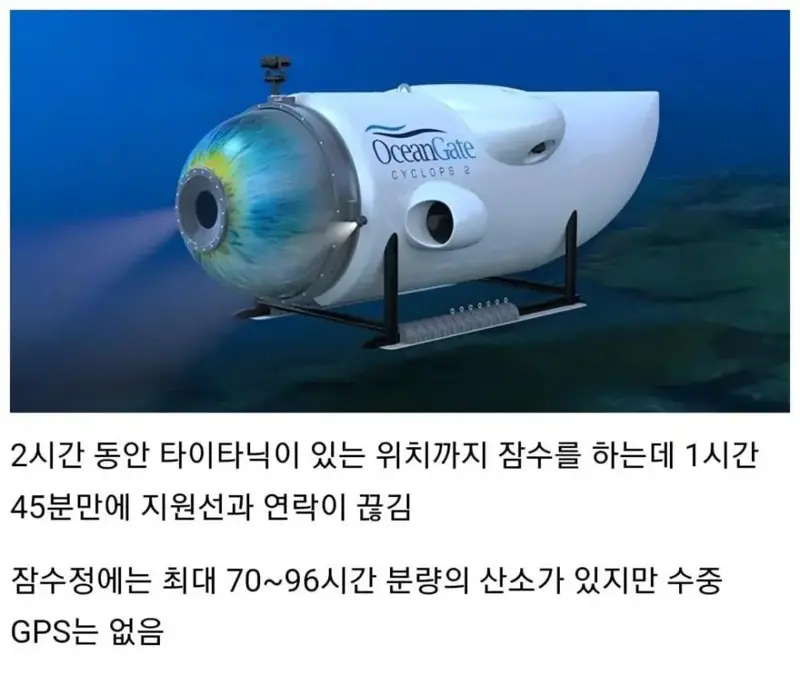 OceanGate
CYCLOPS 2
2시간 동안 타이타닉이 있는 위치까지 잠수를 하는데 1시간
45분만에 지원선과 연락이 끊김
잠수정에는 최대 70~96시간 분량의 산소가 있지만 수중
GPS는 없음